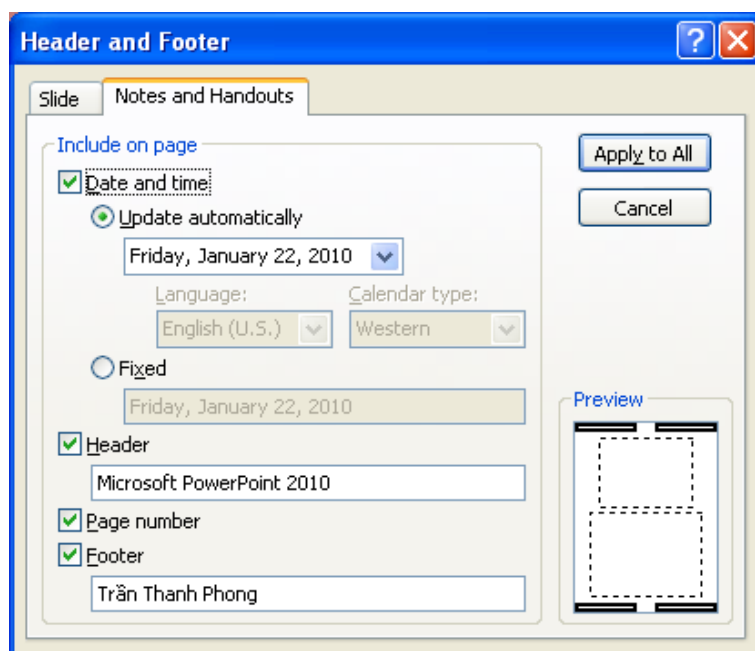 Header and Footer
Slide
Notes and Handouts
Include on page
Date and time
Update automatically
Friday, January 22, 2010
Language:
Calendar type:
English (U.S.)
Western
Fixed
Friday, January 22, 2010
Header
Microsoft PowerPoint 2010
Page number
Footer
Trần Thanh Phong
Apply to All
Cancel
Preview